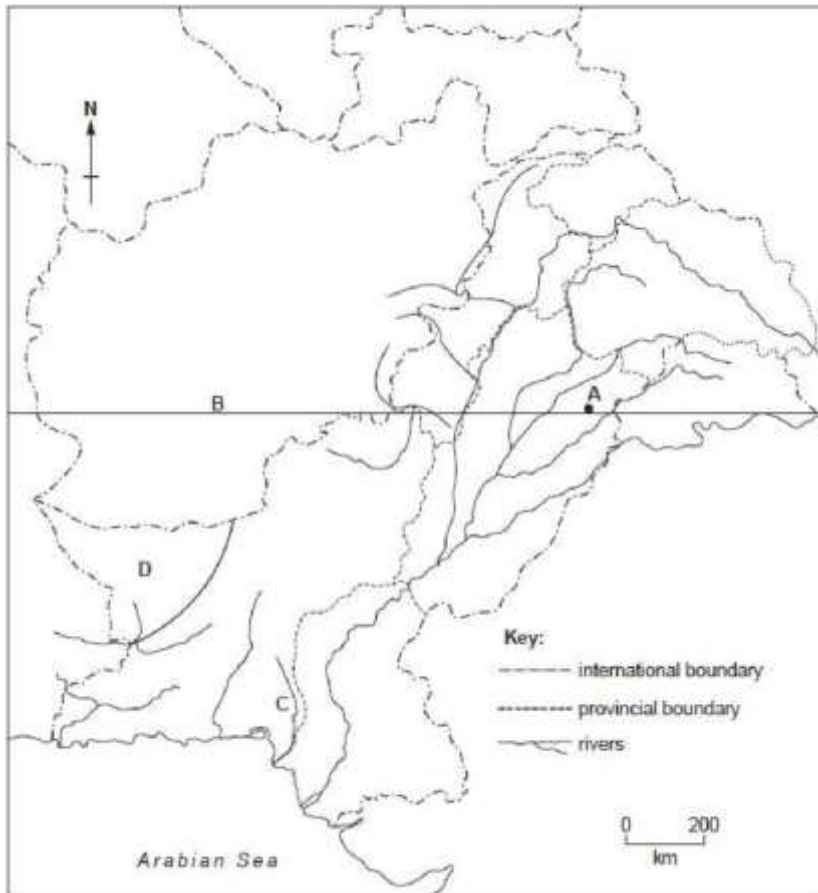 N
A
B
D
C
Key:
international boundary
provincial boundary
rivers
0 200
km
Arabian Sea